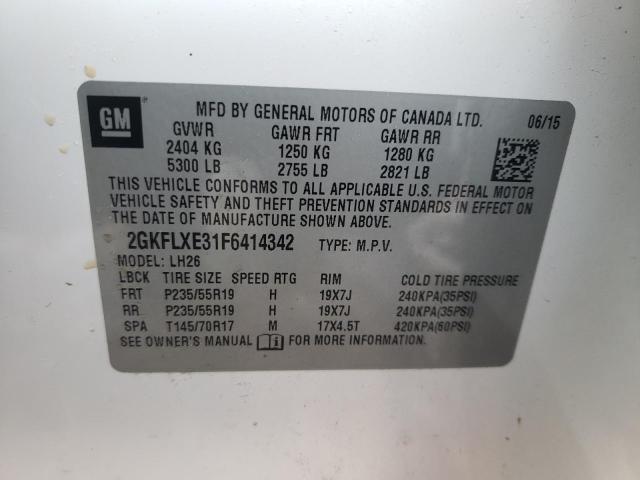 GM
MFD BY GENERAL MOTORS OF CANADA LTD. 06/15
GVWR GAWR FRT GAWR RR
2404 KG 1250 KG 1280 KG
5300 LB 2755 LB 2821 LB
THIS VEHICLE CONFORMS TO ALL APPLICABLE U.S. FEDERAL MOTOR
VEHICLE SAFETY AND THEFT PREVENTION STANDARDS IN EFFECT ON
THE DATE OF MANUFACTURE SHOWN ABOVE.
2GKFLXE31F6414342 TYPE: M.P.V.
MODEL: LH26
LBCK TIRE SIZE SPEED RTG RIM COLD TIRE PRESSURE
FRT P235/55R19 H 19X7J 240KPA(35PSI)
RR P235/55R19 H 19X7J 240KPA(35PSI)
SPA T145/70R17 M 17X4.5T 420KPA(60PSI)
SEE OWNER'S MANUAL i FOR MORE INFORMATION.